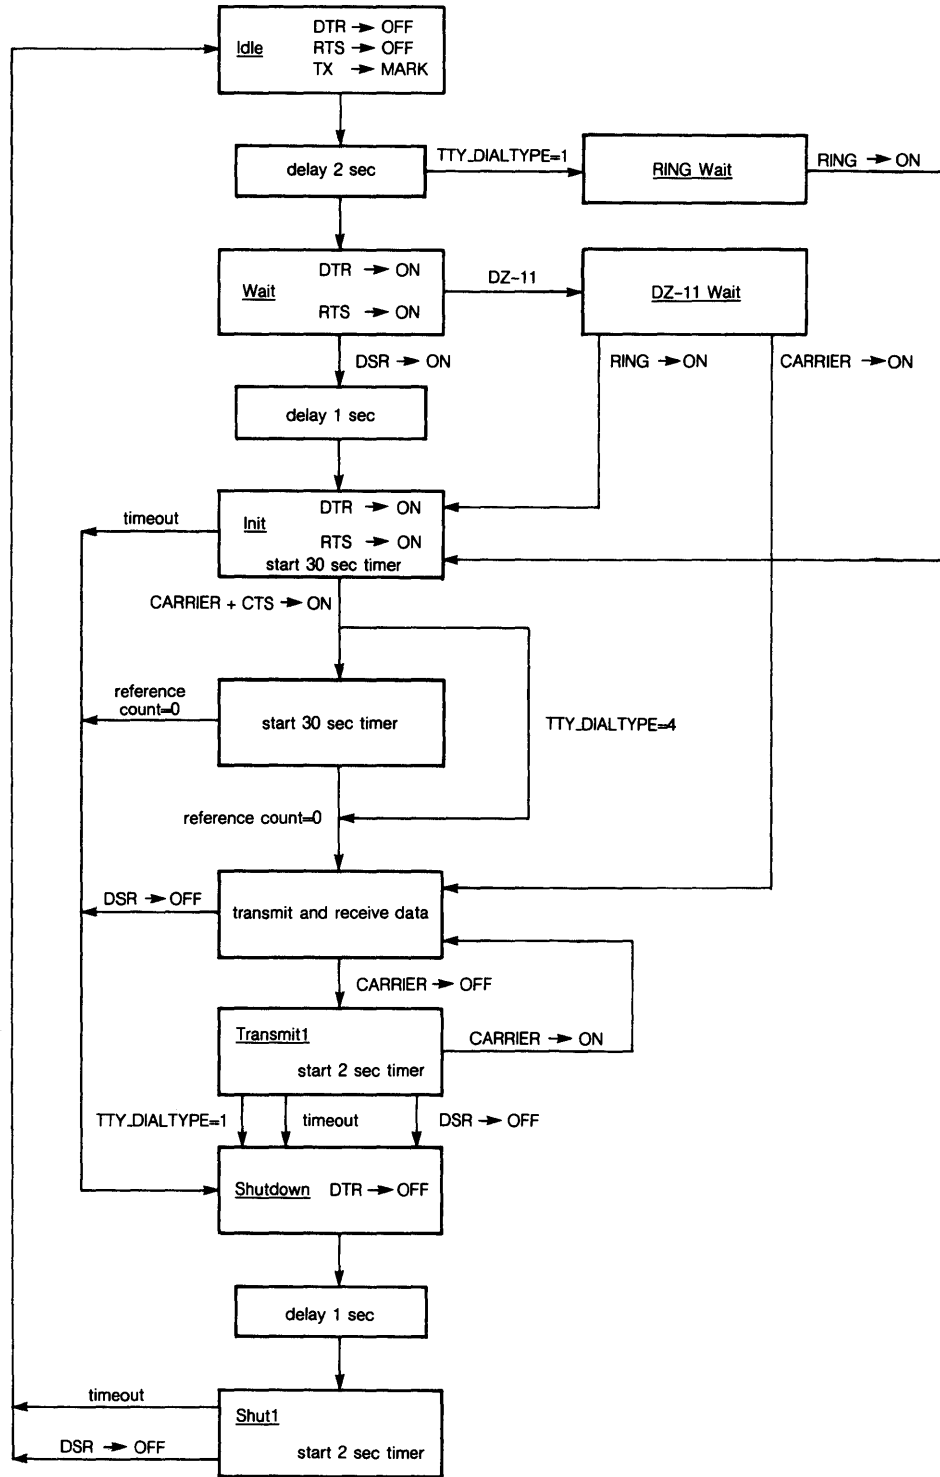 Idle
DTR → OFF
RTS → OFF
TX → MARK
delay 2 sec
TTY_DIALTYPE=1
RING Wait
RING → ON
Wait
DTR → ON
RTS → ON
DZ-11
DZ-11 Wait
DSR → ON
RING → ON
CARRIER → ON
delay 1 sec
timeout
Init
DTR → ON
RTS → ON
start 30 sec timer
CARRIER + CTS → ON
reference
count=0
start 30 sec timer
TTY_DIALTYPE=4
reference count=0
DSR → OFF
transmit and receive data
CARRIER → OFF
Transmit1
start 2 sec timer
CARRIER → ON
TTY_DIALTYPE=1
timeout
DSR → OFF
Shutdown DTR → OFF
delay 1 sec
timeout
Shut1
DSR → OFF
start 2 sec timer